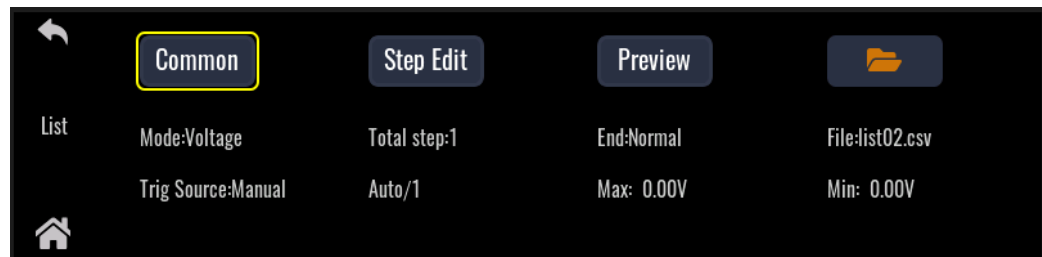 Common Step Edit Preview
List
Mode:Voltage Total step:1 End:Normal File:list02.csv
Trig Source:Manual Auto/1 Max: 0.00V Min: 0.00V